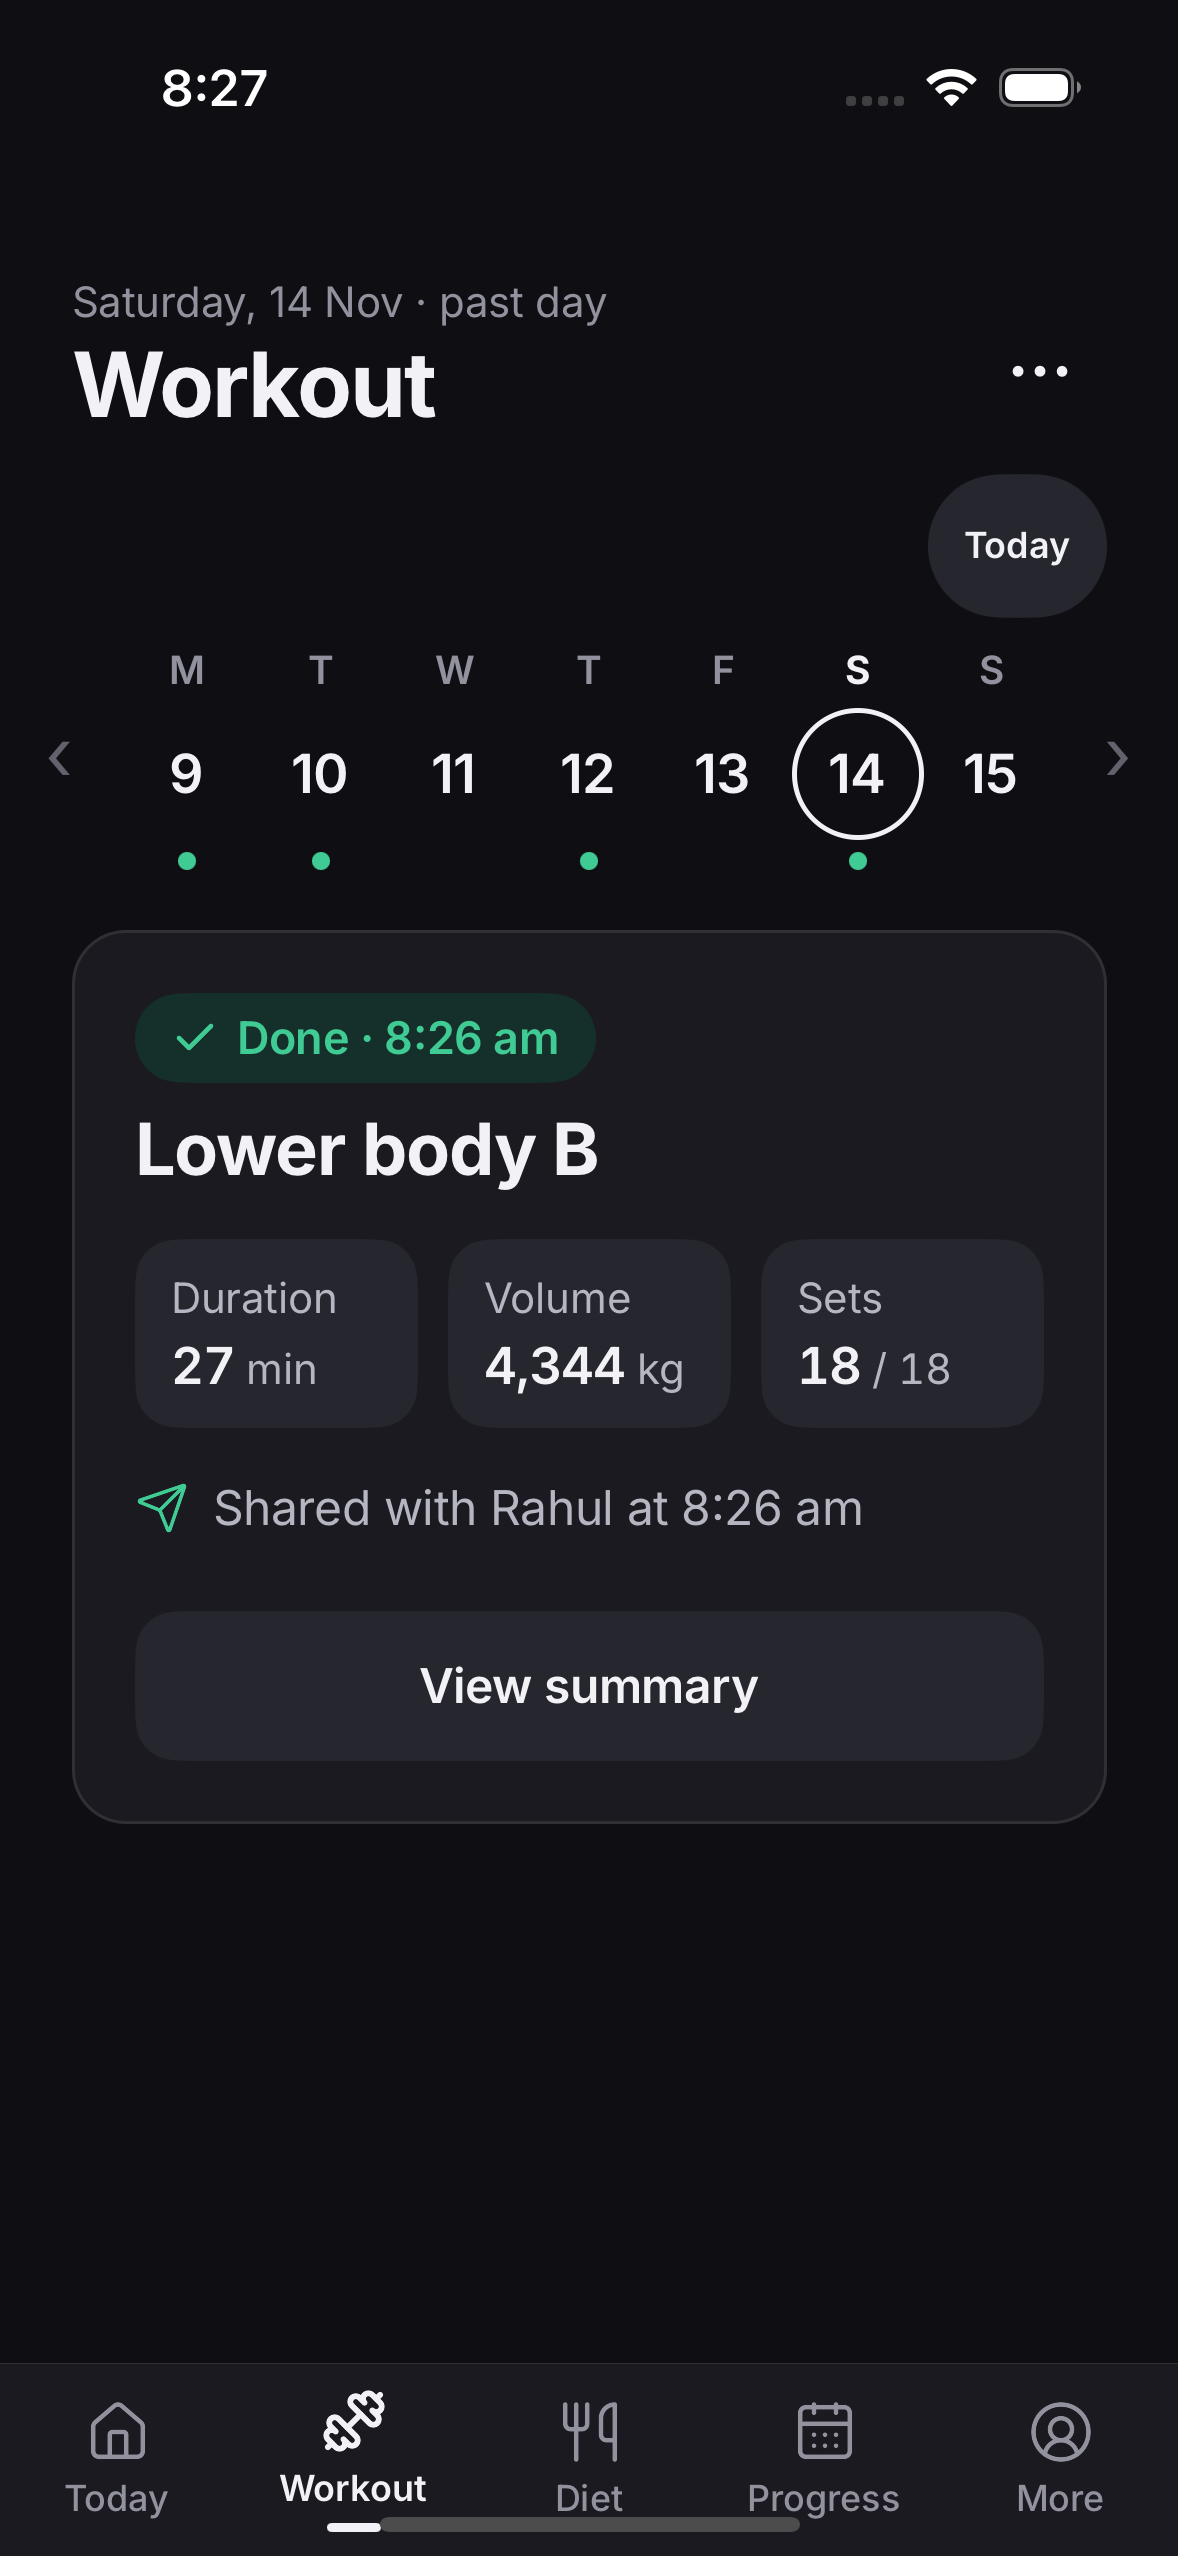 8:27
Saturday, 14 Nov · past day
Workout
Today
M T W T F S S
9 10 11 12 13 14 15
Done · 8:26 am
Lower body B
Duration Volume Sets
27 min 4,344 kg 18 / 18
Shared with Rahul at 8:26 am
View summary
Today Workout Diet Progress More